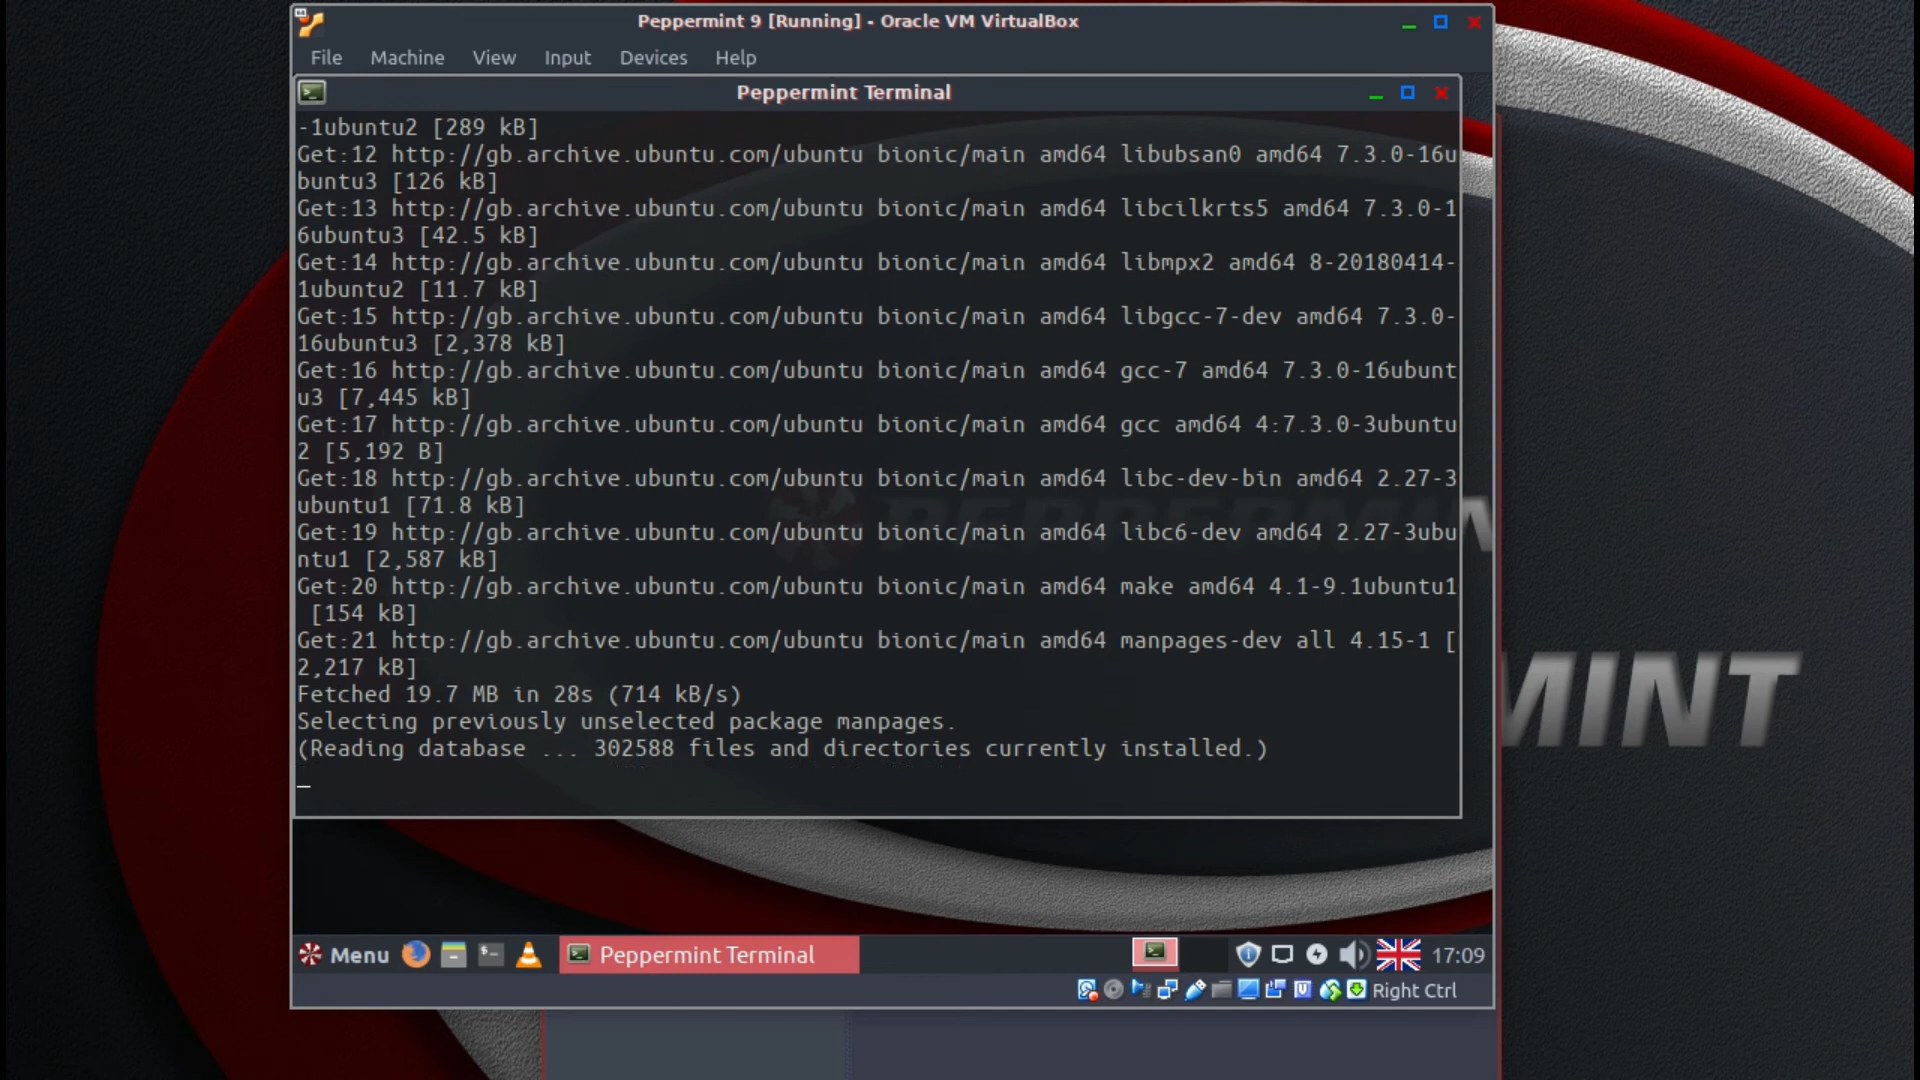 Peppermint 9 [Running] - Oracle VM VirtualBox
File Machine View Input Devices Help
Peppermint Terminal
-1ubuntu2 [289 kB]
Get:12 http://gb.archive.ubuntu.com/ubuntu bionic/main amd64 libubsan0 amd64 7.3.0-16u
buntu3 [126 kB]
Get:13 http://gb.archive.ubuntu.com/ubuntu bionic/main amd64 libcilkrts5 amd64 7.3.0-1
6ubuntu3 [42.5 kB]
Get:14 http://gb.archive.ubuntu.com/ubuntu bionic/main amd64 libmpx2 amd64 8-20180414-
1ubuntu2 [11.7 kB]
Get:15 http://gb.archive.ubuntu.com/ubuntu bionic/main amd64 libgcc-7-dev amd64 7.3.0-
16ubuntu3 [2,378 kB]
Get:16 http://gb.archive.ubuntu.com/ubuntu bionic/main amd64 gcc-7 amd64 7.3.0-16ubunt
u3 [7,445 kB]
Get:17 http://gb.archive.ubuntu.com/ubuntu bionic/main amd64 gcc amd64 4:7.3.0-3ubuntu
2 [5,192 B]
Get:18 http://gb.archive.ubuntu.com/ubuntu bionic/main amd64 libc-dev-bin amd64 2.27-3
ubuntu1 [71.8 kB]
Get:19 http://gb.archive.ubuntu.com/ubuntu bionic/main amd64 libc6-dev amd64 2.27-3ubu
ntu1 [2,587 kB]
Get:20 http://gb.archive.ubuntu.com/ubuntu bionic/main amd64 make amd64 4.1-9.1ubuntu1
[154 kB]
Get:21 http://gb.archive.ubuntu.com/ubuntu bionic/main amd64 manpages-dev all 4.15-1 [
2,217 kB]
Fetched 19.7 MB in 28s (714 kB/s)
Selecting previously unselected package manpages.
(Reading database ... 302588 files and directories currently installed.)
MINT
Menu Peppermint Terminal 17:09
Right Ctrl